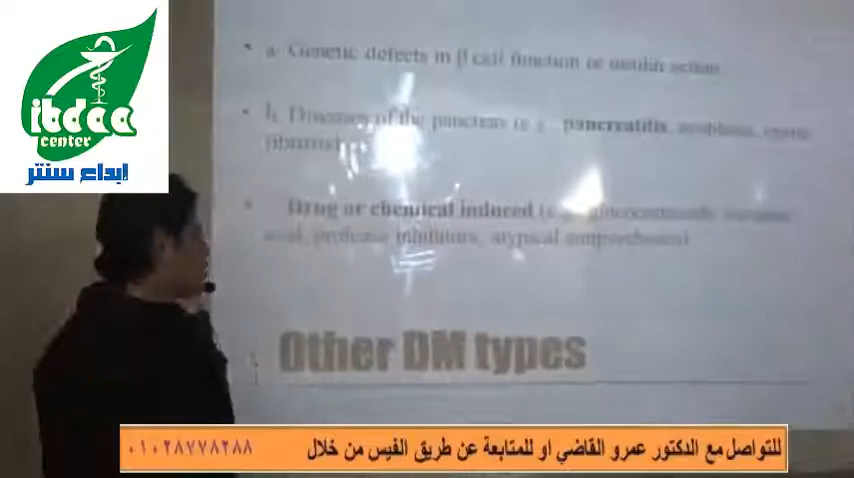 ibdaa
center
إبداع سنتر
a. Genetic defects in β cell function or insulin action
b. Diseases of the pancreas (e.g., pancreatitis, neoplasia, cystic
fibrosis)
Drug or chemical induced (e.g., glucocorticoids, nicotinic
acid, protease inhibitors, atypical antipsychotics)
Other DM types
للتواصل مع الدكتور عمرو القاضي او للمتابعة عن طريق الفيس من خلال ٠١٠٢٨٧٧٨٢٨٨